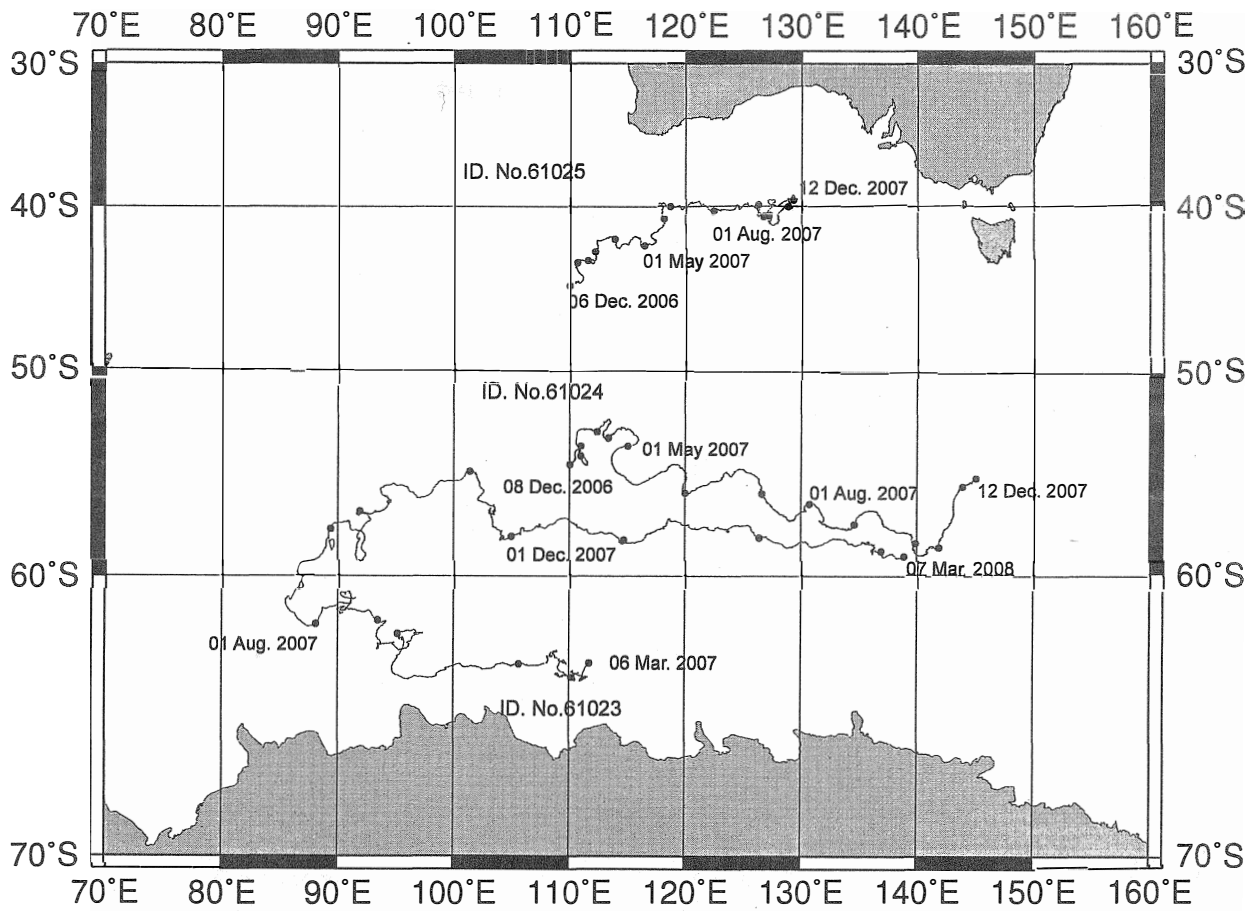 70°E 80°E 90°E 100°E 110°E 120°E 130°E 140°E 150°E 160°E
30°S 30°S
ID. No.61025
12 Dec. 2007
40°S 40°S
01 Aug. 2007
01 May 2007
06 Dec. 2006
50°S 50°S
ID. No.61024
01 May 2007
08 Dec. 2006
01 Aug. 2007
12 Dec. 2007
01 Dec. 2007
07 Mar. 2008
60°S 60°S
01 Aug. 2007
06 Mar. 2007
ID. No.61023
70°S 70°S
70°E 80°E 90°E 100°E 110°E 120°E 130°E 140°E 150°E 160°E